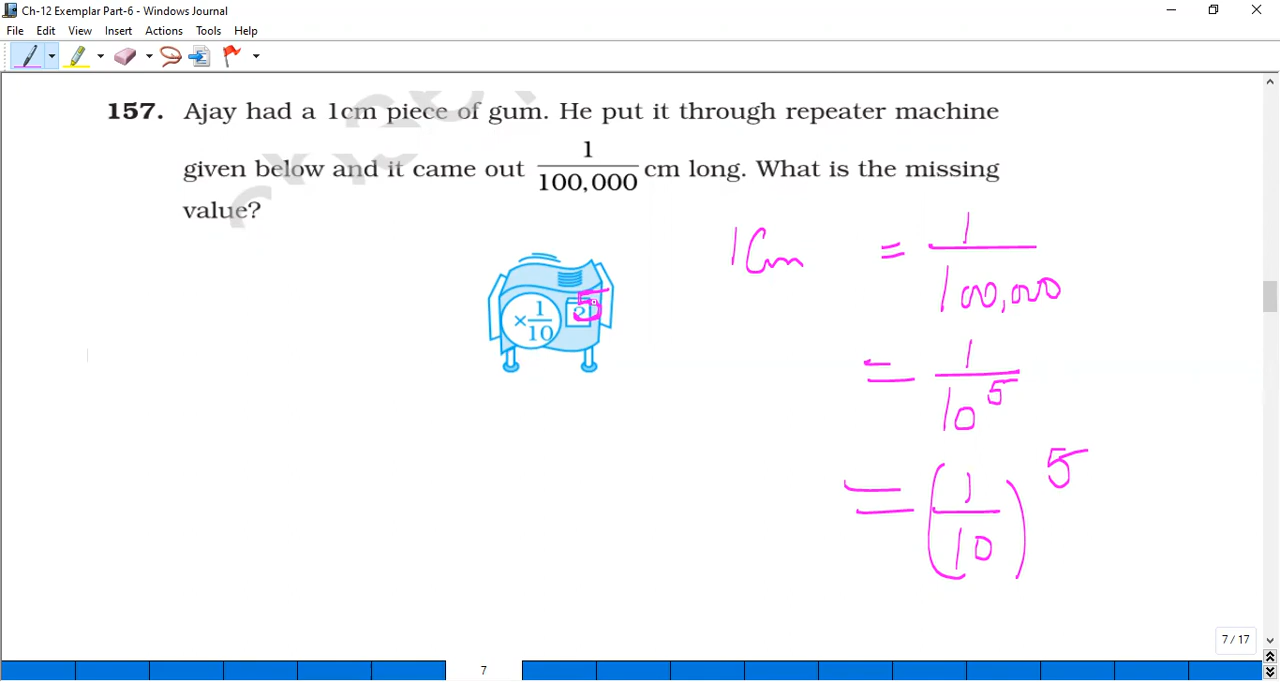 Ch-12 Exemplar Part-6 - Windows Journal
File Edit View Insert Actions Tools Help
157. Ajay had a 1cm piece of gum. He put it through repeater machine
given below and it came out 1/100,000 cm long. What is the missing
value?
1 Cm = 1/100,000
×1/10 5
= 1/10^5
= (1/10)^5
7 / 17
7